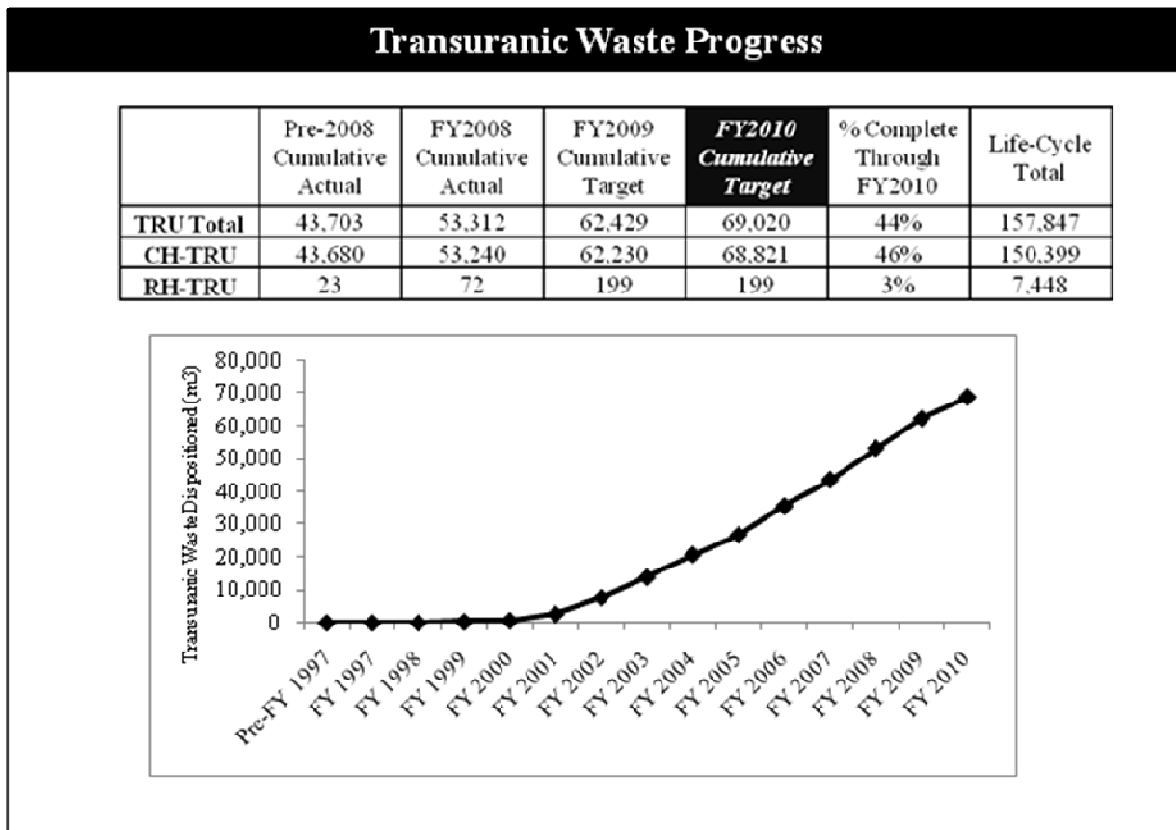 Transuranic Waste Progress
Pre-2008 Cumulative Actual FY2008 Cumulative Actual FY2009 Cumulative Target FY2010 Cumulative Target % Complete Through FY2010 Life-Cycle Total
TRU Total 43,703 53,312 62,429 69,020 44% 157,847
CH-TRU 43,680 53,240 62,230 68,821 46% 150,399
RH-TRU 23 72 199 199 3% 7,448
Transuranic Waste Dispositioned (m3)
80,000
70,000
60,000
50,000
40,000
30,000
20,000
10,000
0
Pre-FY 1997
FY 1997
FY 1998
FY 1999
FY 2000
FY 2001
FY 2002
FY 2003
FY 2004
FY 2005
FY 2006
FY 2007
FY 2008
FY 2009
FY 2010